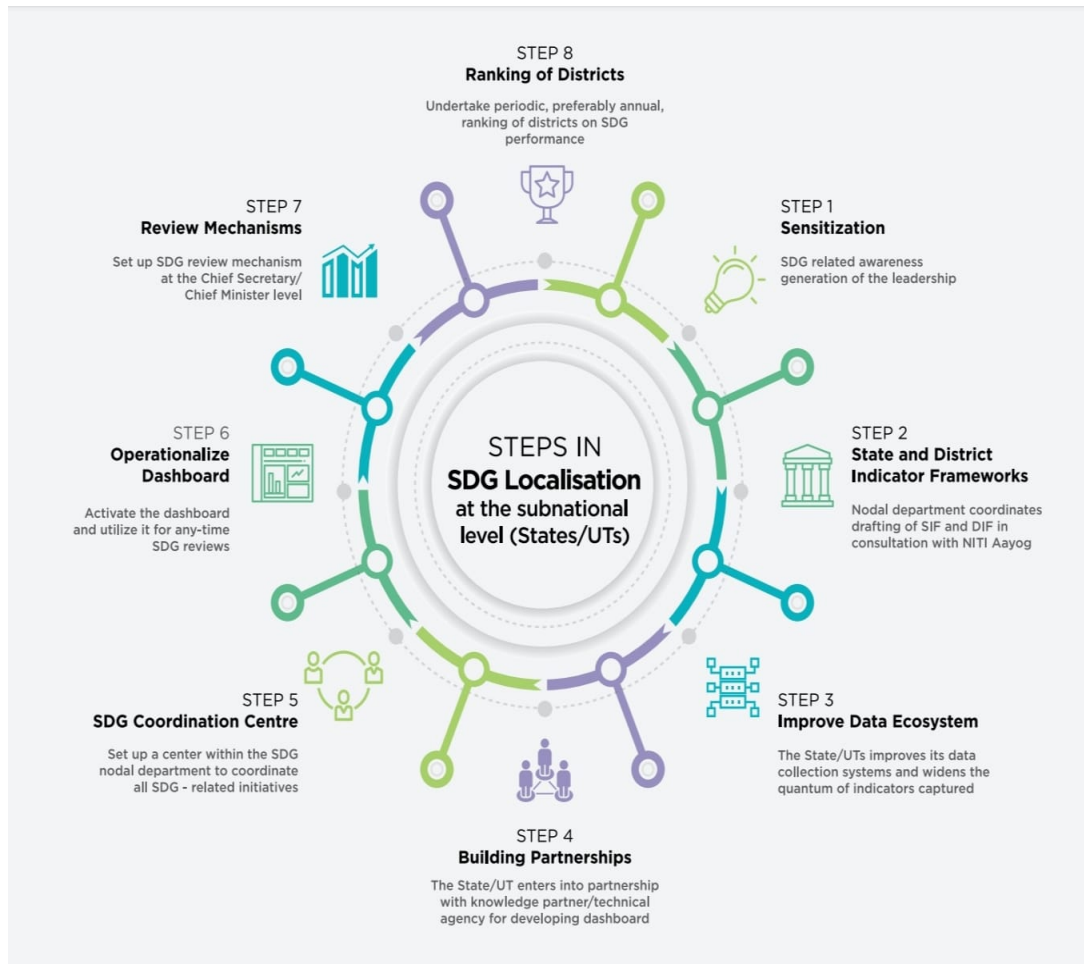 STEPS IN
SDG Localisation
at the subnational
level (States/UTs)
STEP 1
Sensitization
SDG related awareness
generation of the leadership
STEP 2
State and District
Indicator Frameworks
Nodal department coordinates
drafting of SIF and DIF in
consultation with NITI Aayog
STEP 3
Improve Data Ecosystem
The State/UTs improves its data
collection systems and widens the
quantum of indicators captured
STEP 4
Building Partnerships
The State/UT enters into partnership
with knowledge partner/technical
agency for developing dashboard
STEP 5
SDG Coordination Centre
Set up a center within the SDG
nodal department to coordinate
all SDG - related initiatives
STEP 6
Operationalize
Dashboard
Activate the dashboard
and utilize it for any-time
SDG reviews
STEP 7
Review Mechanisms
Set up SDG review mechanism
at the Chief Secretary/
Chief Minister level
STEP 8
Ranking of Districts
Undertake periodic, preferably annual,
ranking of districts on SDG
performance